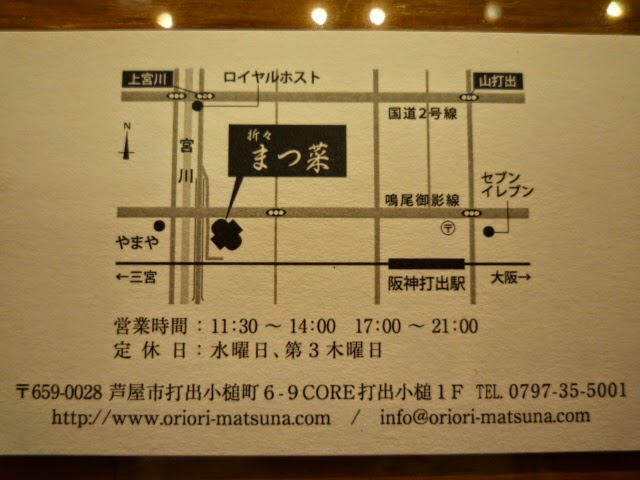 上宮川
ロイヤルホスト
山打出
国道2号線
N
宮川
折々
まつ菜
セブン
イレブン
鳴尾御影線
〒
やまや
←三宮
阪神打出駅
大阪→
営業時間：11:30 ～ 14:00　17:00 ～ 21:00
定 休 日：水曜日、第３木曜日
〒659-0028 芦屋市打出小槌町 6 - 9 CORE 打出小槌 1 F　TEL. 0797-35-5001
http://www.oriori-matsuna.com　/　info@oriori-matsuna.com